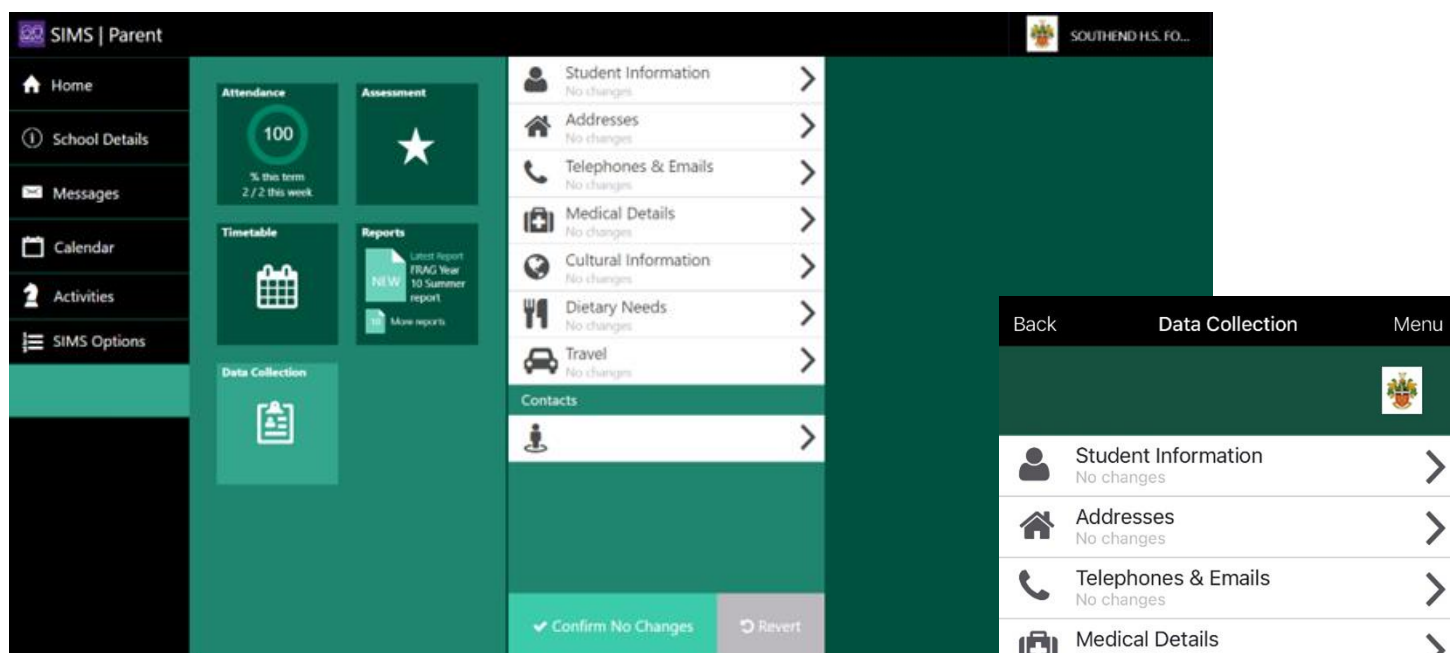 SIMS | Parent
SOUTHEND H.S. FO...
Home
School Details
Messages
Calendar
Activities
SIMS Options
Attendance
100
% this term
2 / 2 this week
Assessment
Timetable
Reports
Latest Report
NEW
FRAG Year
10 Summer
report
10
More reports
Data Collection
Student Information
No changes
Addresses
No changes
Telephones & Emails
No changes
Medical Details
No changes
Cultural Information
No changes
Dietary Needs
No changes
Travel
No changes
Contacts
Confirm No Changes
Revert
Back
Data Collection
Menu
Student Information
No changes
Addresses
No changes
Telephones & Emails
No changes
Medical Details